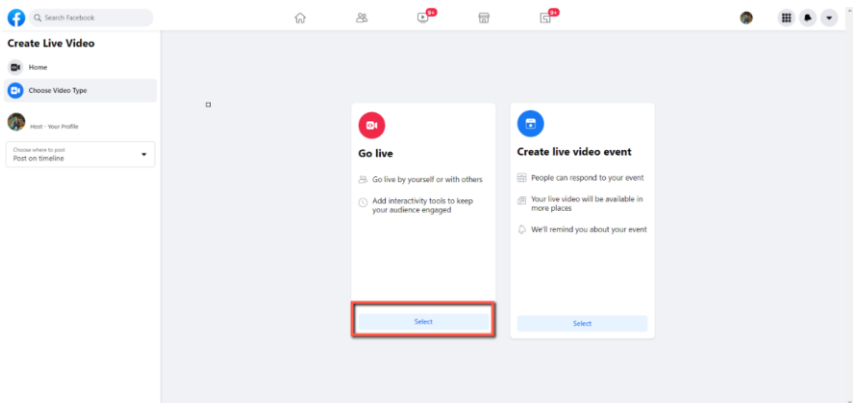 Search Facebook
9+
9+
Create Live Video
Home
Choose Video Type
Host - Your Profile
Choose where to post
Post on timeline
Go live
Go live by yourself or with others
Add interactivity tools to keep
your audience engaged
Select
Create live video event
People can respond to your event
Your live video will be available in
more places
We'll remind you about your event
Select